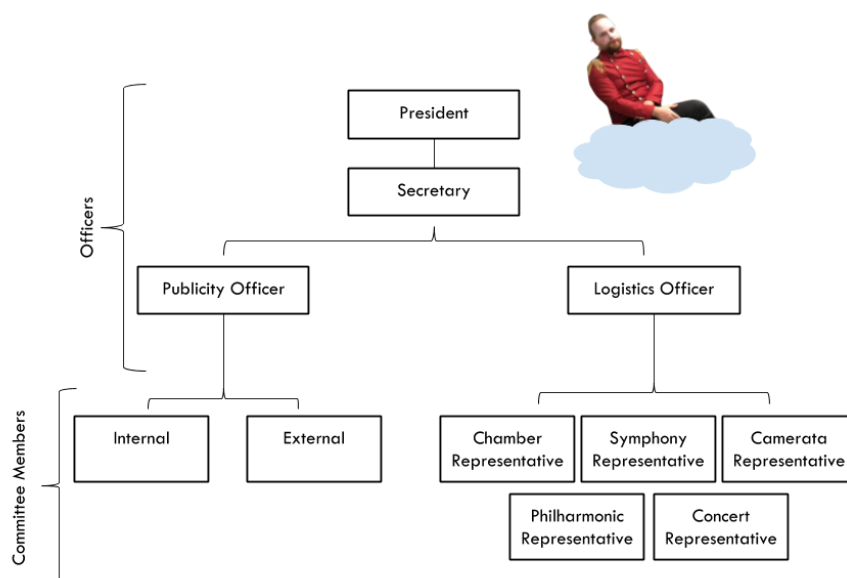 President
Secretary
Officers
Publicity Officer
Logistics Officer
Committee Members
Internal
External
Chamber
Representative
Symphony
Representative
Camerata
Representative
Philharmonic
Representative
Concert
Representative